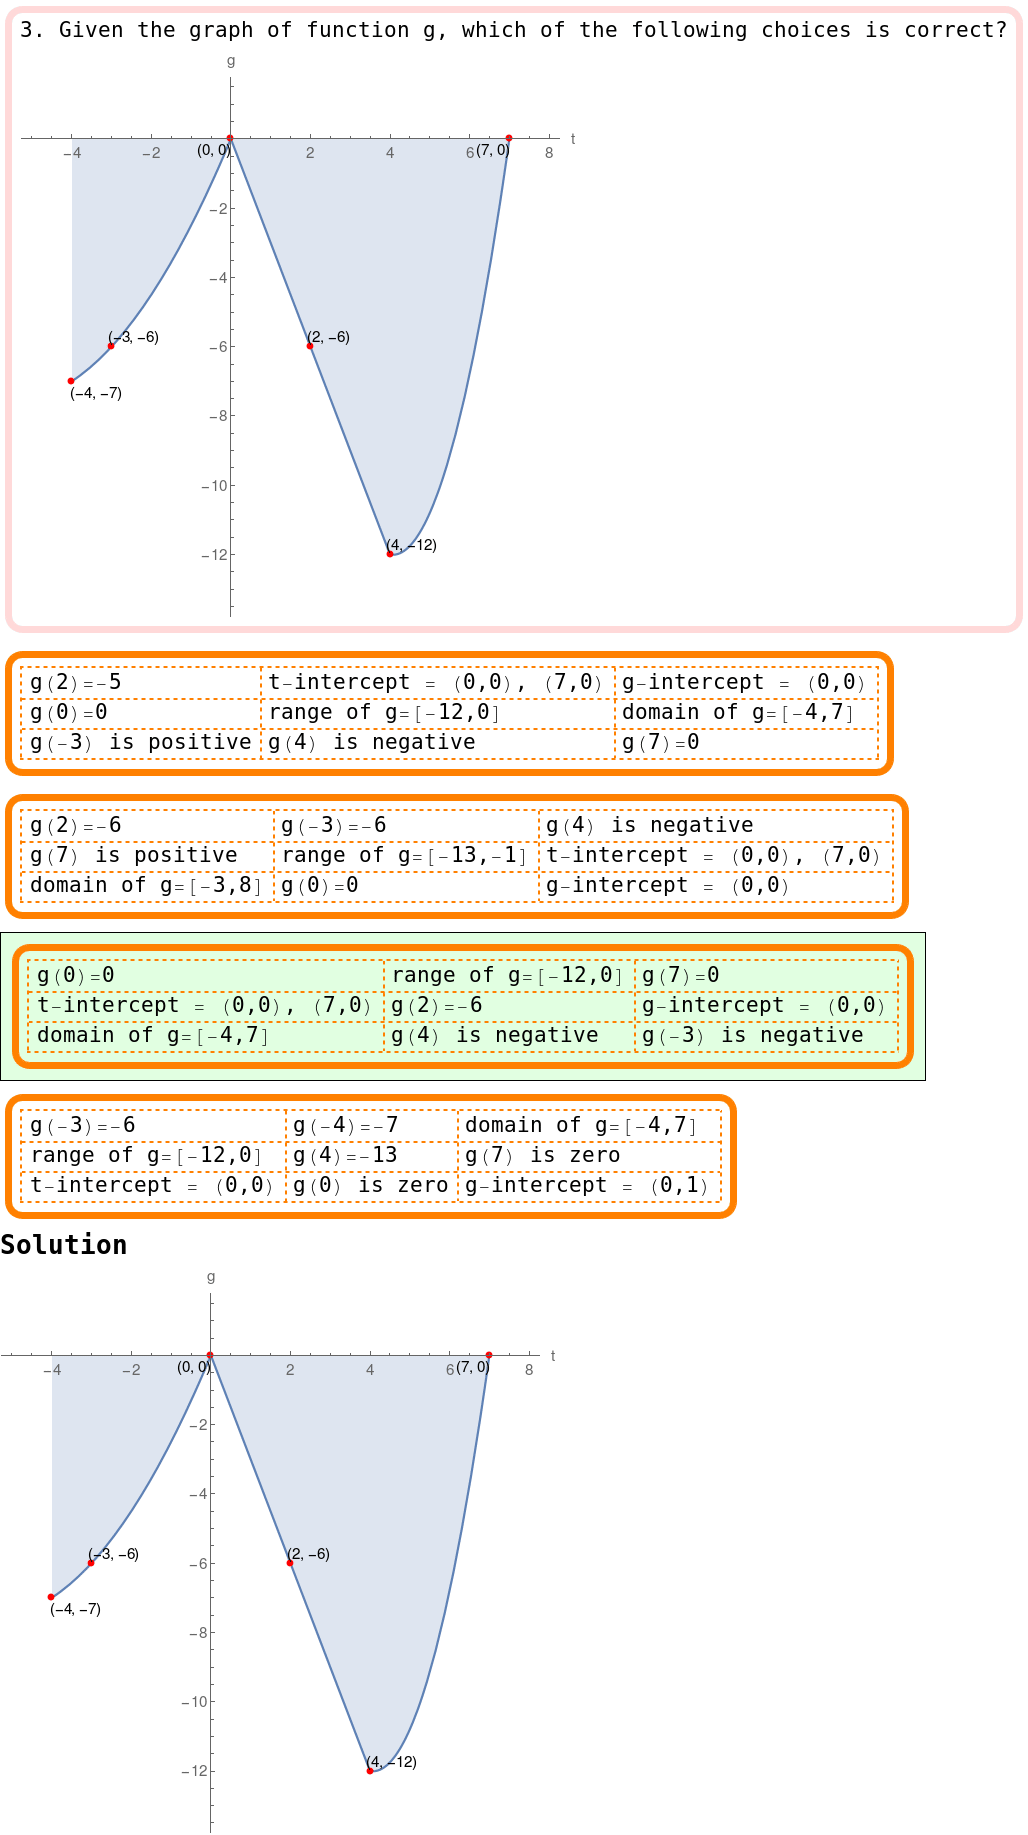 3. Given the graph of function g, which of the following choices is correct?
g
t
−4 −2 2 4 6 8
(0, 0) (7, 0)
−2
−4
−6
−8
−10
−12
(−3, −6) (2, −6)
(−4, −7)
(4, −12)
g(2)=-5 t-intercept = (0,0), (7,0) g-intercept = (0,0)
g(0)=0 range of g=[-12,0] domain of g=[-4,7]
g(-3) is positive g(4) is negative g(7)=0
g(2)=-6 g(-3)=-6 g(4) is negative
g(7) is positive range of g=[-13,-1] t-intercept = (0,0), (7,0)
domain of g=[-3,8] g(0)=0 g-intercept = (0,0)
g(0)=0 range of g=[-12,0] g(7)=0
t-intercept = (0,0), (7,0) g(2)=-6 g-intercept = (0,0)
domain of g=[-4,7] g(4) is negative g(-3) is negative
g(-3)=-6 g(-4)=-7 domain of g=[-4,7]
range of g=[-12,0] g(4)=-13 g(7) is zero
t-intercept = (0,0) g(0) is zero g-intercept = (0,1)
Solution
g
t
−4 −2 2 4 6 8
(0, 0) (7, 0)
−2
−4
−6
−8
−10
−12
(−3, −6) (2, −6)
(−4, −7)
(4, −12)